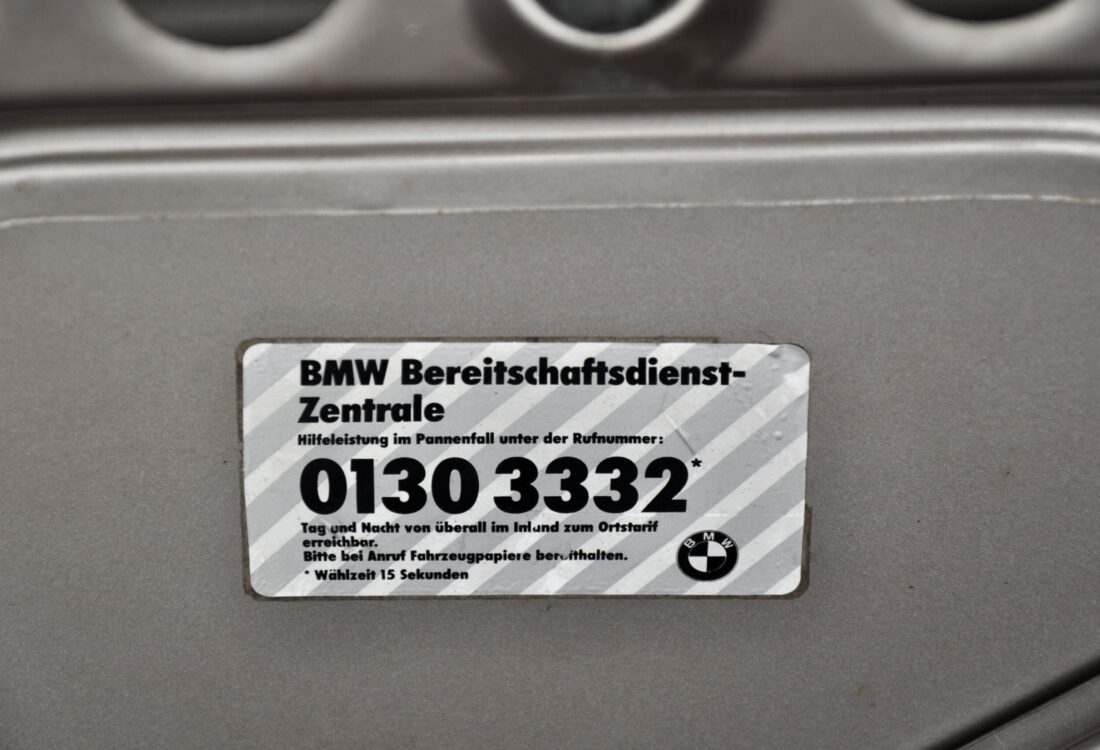 BMW Bereitschaftsdienst-
Zentrale
Hilfeleistung im Pannenfall unter der Rufnummer:
0130 3332*
Tag und Nacht von überall im Inland zum Ortstarif
erreichbar.
Bitte bei Anruf Fahrzeugpapiere bereithalten.
* Wählzeit 15 Sekunden
BMW